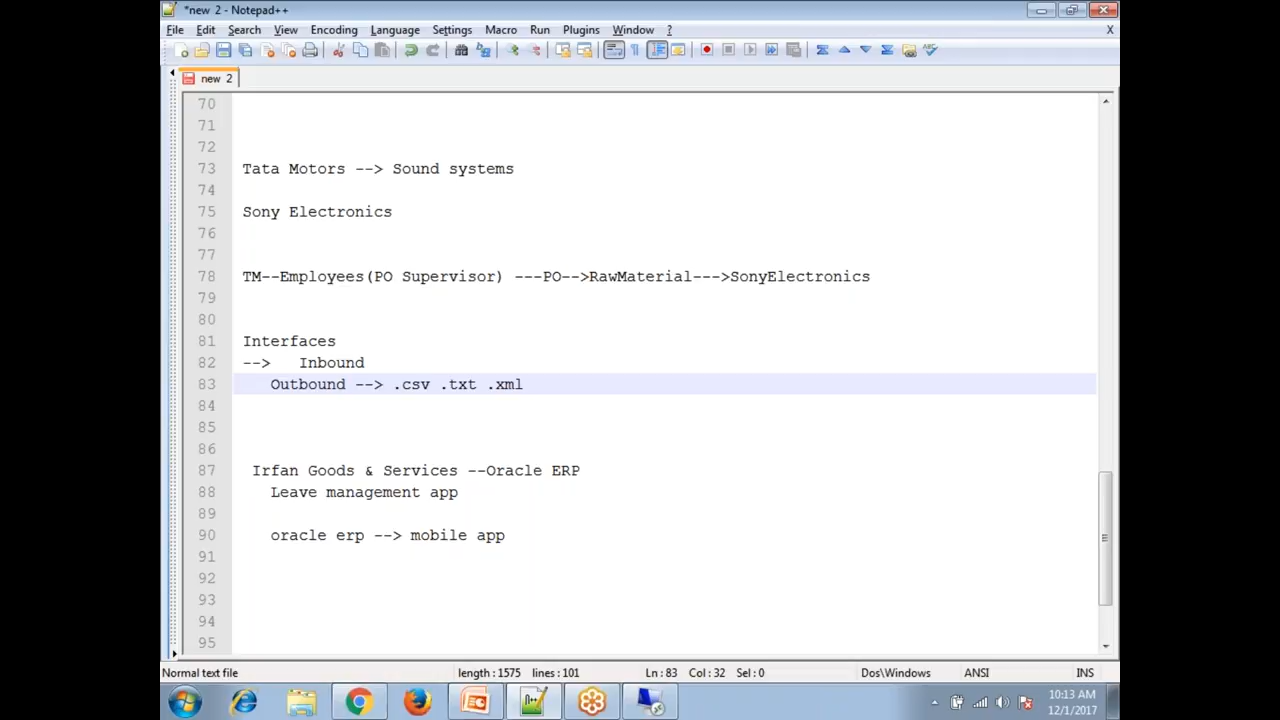 *new 2 - Notepad++
File Edit Search View Encoding Language Settings Macro Run Plugins Window ? X
new 2
70
71
72
73 Tata Motors --> Sound systems
74
75 Sony Electronics
76
77
78 TM--Employees(PO Supervisor) ---PO-->RawMaterial--->SonyElectronics
79
80
81 Interfaces
82 --> Inbound
83 Outbound --> .csv .txt .xml
84
85
86
87 Irfan Goods & Services --Oracle ERP
88 Leave management app
89
90 oracle erp --> mobile app
91
92
93
94
95
Normal text file length : 1575 lines : 101 Ln : 83 Col : 32 Sel : 0 Dos\Windows ANSI INS
10:13 AM
12/1/2017